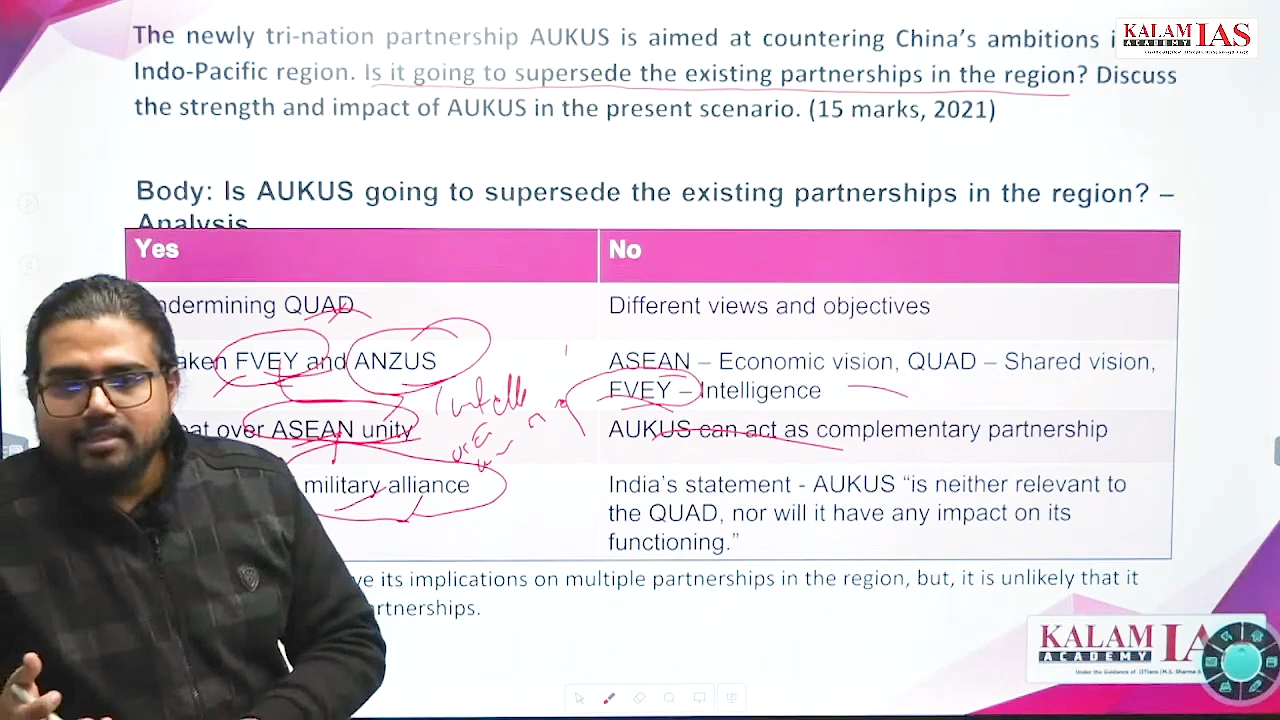 The newly tri-nation partnership AUKUS is aimed at countering China's ambitions i
Indo-Pacific region. Is it going to supersede the existing partnerships in the region? Discuss
the strength and impact of AUKUS in the present scenario. (15 marks, 2021)
KALAM IAS
ACADEMY
Body: Is AUKUS going to supersede the existing partnerships in the region? –
Analysis
Yes
No
ndermining QUAD
Different views and objectives
aken FVEY and ANZUS
ASEAN – Economic vision, QUAD – Shared vision,
FVEY – Intelligence
eat over ASEAN unity
AUKUS can act as complementary partnership
military alliance
India's statement - AUKUS “is neither relevant to
the QUAD, nor will it have any impact on its
functioning.”
ve its implications on multiple partnerships in the region, but, it is unlikely that it
artnerships.
KALAM IA
ACADEMY